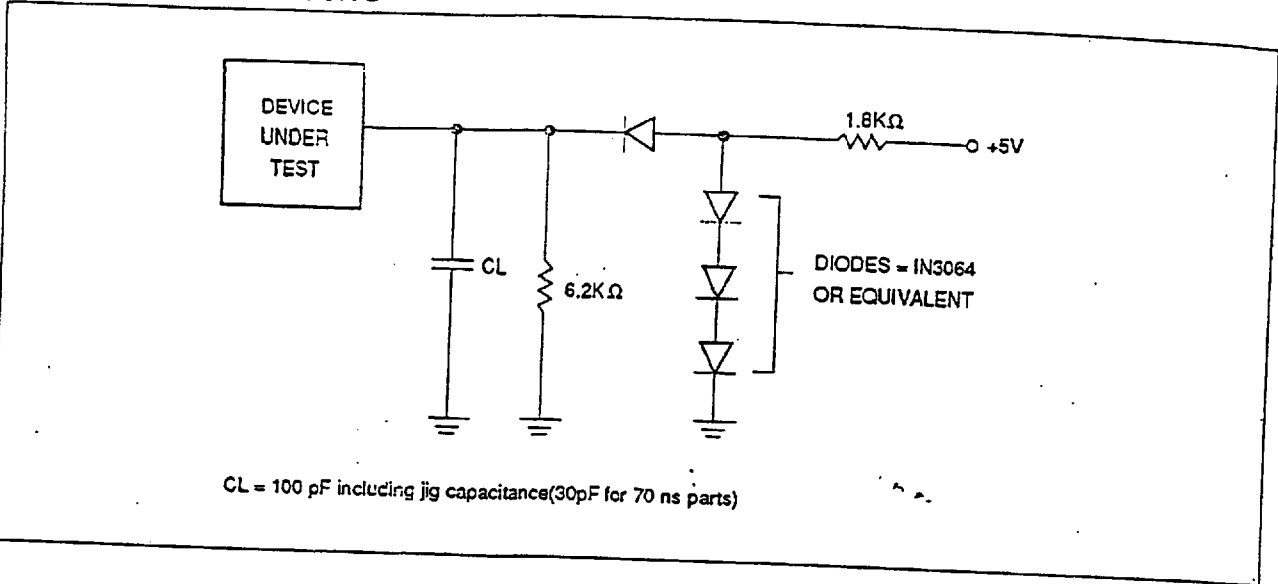 DEVICE
UNDER
TEST
1.8KΩ
+5V
CL
6.2KΩ
DIODES = IN3064
OR EQUIVALENT
CL = 100 pF including jig capacitance(30pF for 70 ns parts)